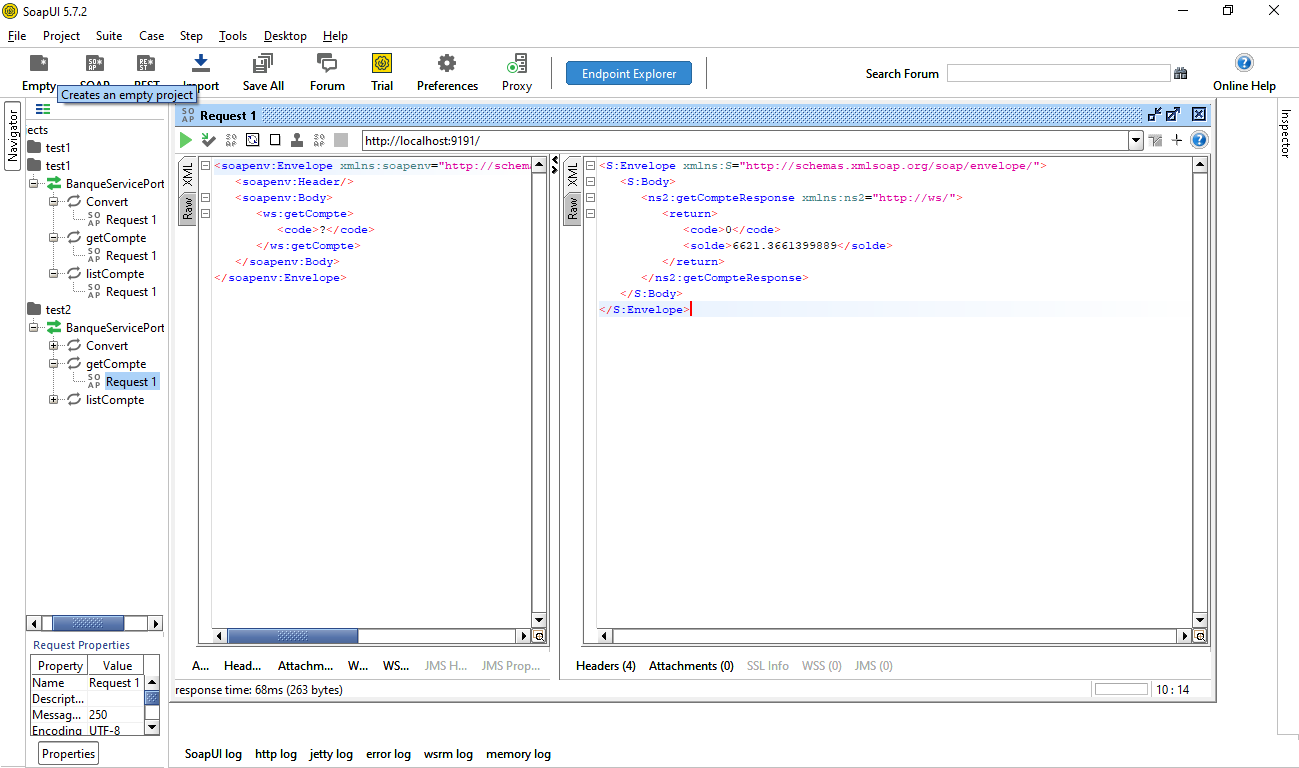 SoapUI 5.7.2
File Project Suite Case Step Tools Desktop Help
Empty SOAP REST Import Save All Forum Trial Preferences Proxy Endpoint Explorer Search Forum Online Help
Creates an empty project
Navigator
Inspector
ects
test1
test1
BanqueServicePort
Convert
Request 1
getCompte
Request 1
listCompte
Request 1
test2
BanqueServicePort
Convert
getCompte
Request 1
listCompte
Request Properties
Property Value
Name Request 1
Descript...
Messag... 250
Encoding UTF-8
Properties
SOAP Request 1
http://localhost:9191/
XML
Raw
<soapenv:Envelope xmlns:soapenv="http://schema
<soapenv:Header/>
<soapenv:Body>
<ws:getCompte>
<code>?</code>
</ws:getCompte>
</soapenv:Body>
</soapenv:Envelope>
XML
Raw
<S:Envelope xmlns:S="http://schemas.xmlsoap.org/soap/envelope/">
<S:Body>
<ns2:getCompteResponse xmlns:ns2="http://ws/">
<return>
<code>0</code>
<solde>6621.3661399889</solde>
</return>
</ns2:getCompteResponse>
</S:Body>
</S:Envelope>
A... Head... Attachm... W... WS... JMS H... JMS Prop...
Headers (4) Attachments (0) SSL Info WSS (0) JMS (0)
response time: 68ms (263 bytes)
10 : 14
SoapUI log http log jetty log error log wsrm log memory log